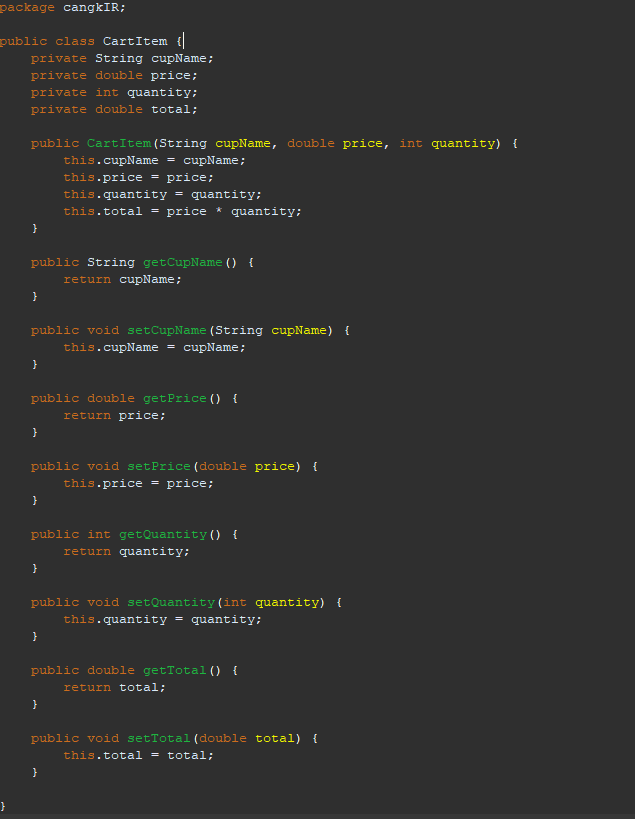 package cangkIR;

public class CartItem {
    private String cupName;
    private double price;
    private int quantity;
    private double total;

    public CartItem(String cupName, double price, int quantity) {
        this.cupName = cupName;
        this.price = price;
        this.quantity = quantity;
        this.total = price * quantity;
    }

    public String getCupName() {
        return cupName;
    }

    public void setCupName(String cupName) {
        this.cupName = cupName;
    }

    public double getPrice() {
        return price;
    }

    public void setPrice(double price) {
        this.price = price;
    }

    public int getQuantity() {
        return quantity;
    }

    public void setQuantity(int quantity) {
        this.quantity = quantity;
    }

    public double getTotal() {
        return total;
    }

    public void setTotal(double total) {
        this.total = total;
    }

}